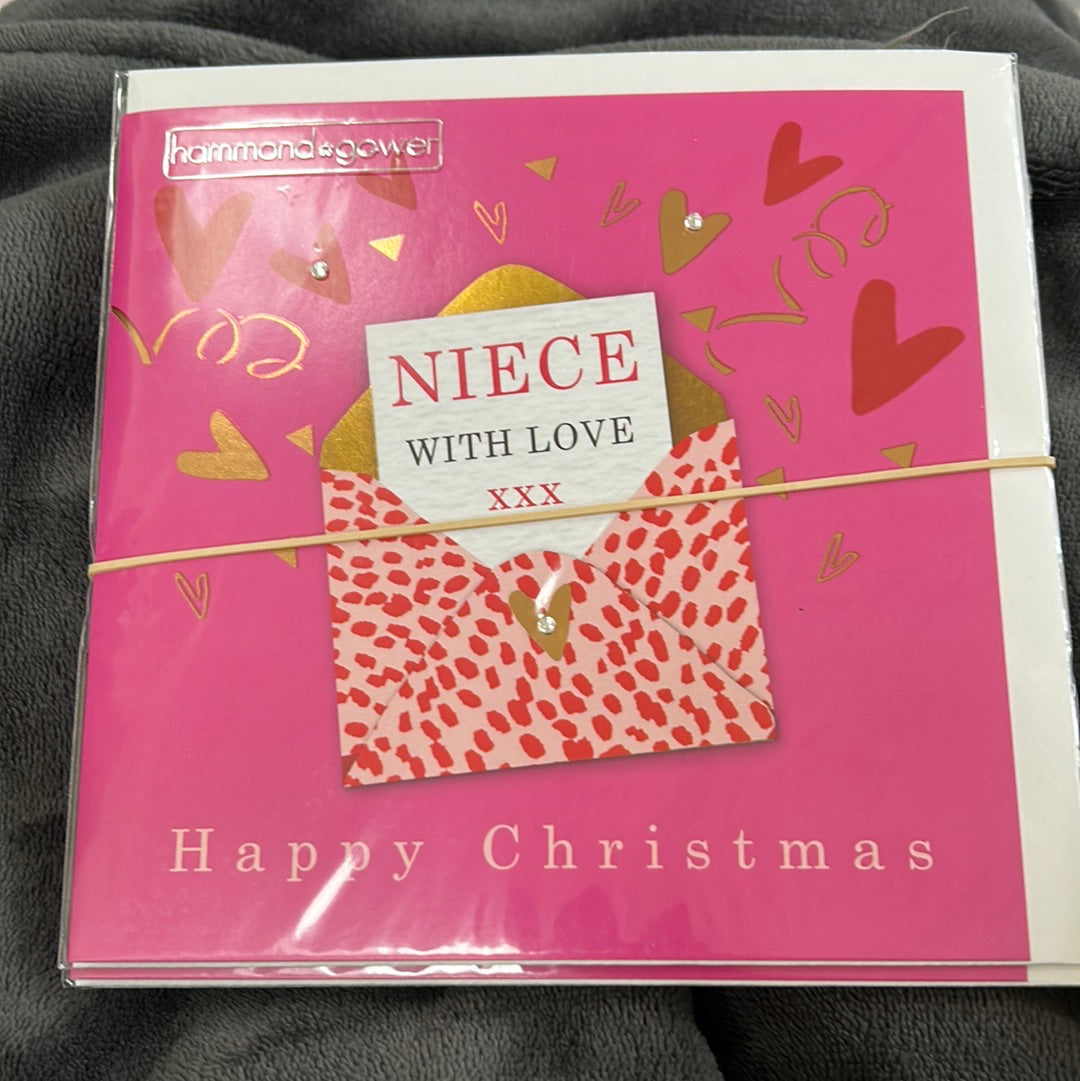 hammond gower
NIECE
WITH LOVE
XXX
Happy Christmas